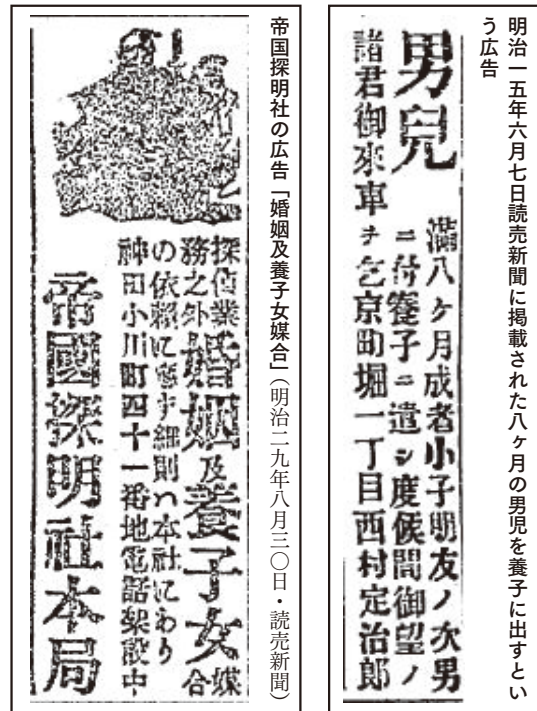 明治一五年六月七日読売新聞に掲載された八ヶ月の男児を養子に出すとい
う広告
男兒
滿八ヶ月成者小子朋友ノ次男
ニ付養子ニ遣シ度候間御望ノ
諸君御來車ヲ乞京町堀一丁目西村定治郎
帝国探明社の広告「婚姻及養子女媒合」(明治二九年八月三〇日・読売新聞)
探偵業務之外婚姻及養子女媒合
の依賴に應ず細則ハ本社にあり
神田小川町四十一番地電話架設中
帝國探明社本局